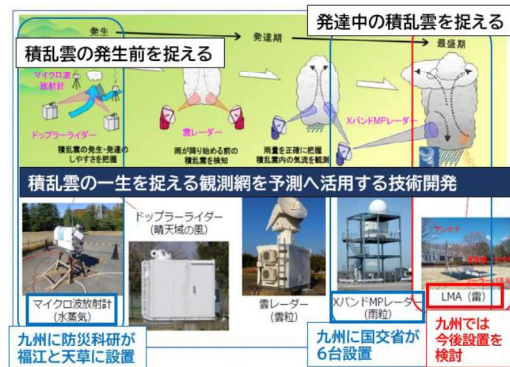 積乱雲の発生前を捉える
発達中の積乱雲を捉える
発生
発達期
最盛期
マイクロ波
放射計
ドップラーライダー
積乱雲の発生・発達の
しやすさを把握
雲レーダー
雨が降り始める前の
積乱雲を検知
雨量を正確に把握
積乱雲内の気流を観測
XバンドMPレーダー
積乱雲の一生を捉える観測網を予測へ活用する技術開発
マイクロ波放射計
(水蒸気)
ドップラーライダー
(晴天域の風)
雲レーダー
(雲粒)
XバンドMPレーダー
(雨粒)
アンテナ
LMA(雷)
九州に防災科研が
福江と天草に設置
九州に国交省が
6台設置
九州では
今後設置を
検討